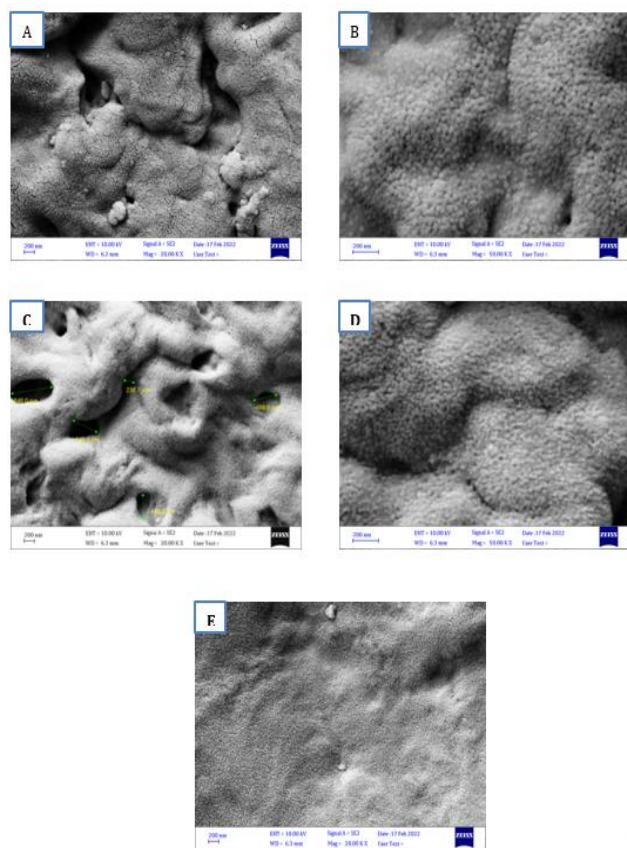 A
200 nm EHT = 10.00 kV Signal A = SE2 Date :17 Feb 2022 ZEISS
WD = 6.3 mm Mag = 20.00 K X User Text =
B
200 nm EHT = 10.00 kV Signal A = SE2 Date :17 Feb 2022 ZEISS
WD = 6.3 mm Mag = 50.00 K X User Text =
C
200 nm EHT = 10.00 kV Signal A = SE2 Date :17 Feb 2022 ZEISS
WD = 6.3 mm Mag = K X User Text =
D
200 nm EHT = 10.00 kV Signal A = SE2 Date :17 Feb 2022 ZEISS
WD = 6.3 mm Mag = 50.00 K X User Text =
E
200 nm EHT = 10.00 kV Signal A = SE2 Date :17 Feb 2022 ZEISS
WD = 6.3 mm Mag = 20.00 K X User Text =